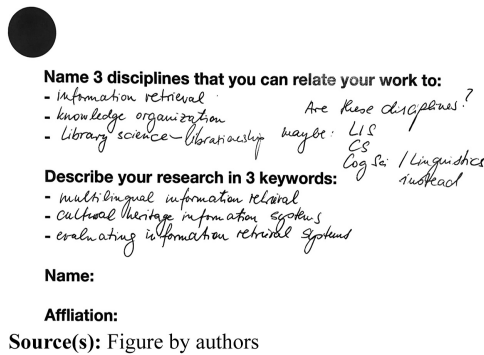 Name 3 disciplines that you can relate your work to:
- information retrieval
- knowledge organization
- Library science - librarianship
Are these disciplines?
maybe: LIS
CS
Cog Sci / Linguistics
instead
Describe your research in 3 keywords:
- multilingual information retrieval
- cultural heritage information systems
- evaluating information retrieval systems
Name:
Affliation:
Source(s): Figure by authors